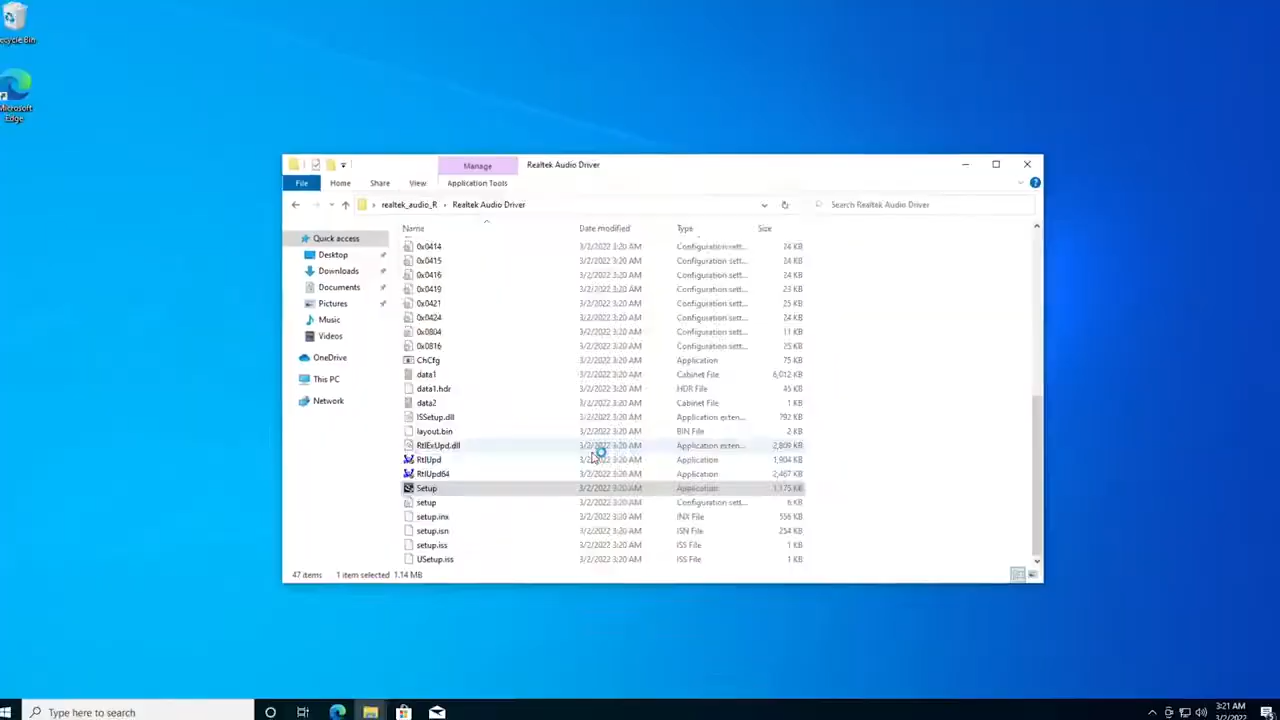 Recycle Bin
Microsoft
Edge
Manage
Realtek Audio Driver
File
Home
Share
View
Application Tools
realtek_audio_R › Realtek Audio Driver
Search Realtek Audio Driver
Name Date modified Type Size
Quick access
Desktop
Downloads
Documents
Pictures
Music
Videos
OneDrive
This PC
Network
0x0414 3/2/2022 3:20 AM Configuration sett... 24 KB
0x0415 3/2/2022 3:20 AM Configuration sett... 24 KB
0x0416 3/2/2022 3:20 AM Configuration sett... 24 KB
0x0419 3/2/2022 3:20 AM Configuration sett... 23 KB
0x0421 3/2/2022 3:20 AM Configuration sett... 25 KB
0x0424 3/2/2022 3:20 AM Configuration sett... 24 KB
0x0804 3/2/2022 3:20 AM Configuration sett... 11 KB
0x0816 3/2/2022 3:20 AM Configuration sett... 25 KB
ChCfg 3/2/2022 3:20 AM Application 75 KB
data1 3/2/2022 3:20 AM Cabinet File 6,012 KB
data1.hdr 3/2/2022 3:20 AM HDR File 45 KB
data2 3/2/2022 3:20 AM Cabinet File 1 KB
ISSetup.dll 3/2/2022 3:20 AM Application exten... 792 KB
layout.bin 3/2/2022 3:20 AM BIN File 2 KB
RtlExUpd.dll 3/2/2022 3:20 AM Application exten... 2,809 KB
RtlUpd 3/2/2022 3:20 AM Application 1,904 KB
RtlUpd64 3/2/2022 3:20 AM Application 2,467 KB
Setup 3/2/2022 3:20 AM Application 1,175 KB
setup 3/2/2022 3:20 AM Configuration sett... 6 KB
setup.inx 3/2/2022 3:20 AM INX File 556 KB
setup.isn 3/2/2022 3:20 AM ISN File 254 KB
setup.iss 3/2/2022 3:20 AM ISS File 1 KB
USetup.iss 3/2/2022 3:20 AM ISS File 1 KB
47 items 1 item selected 1.14 MB
Type here to search
3:21 AM
3/2/202